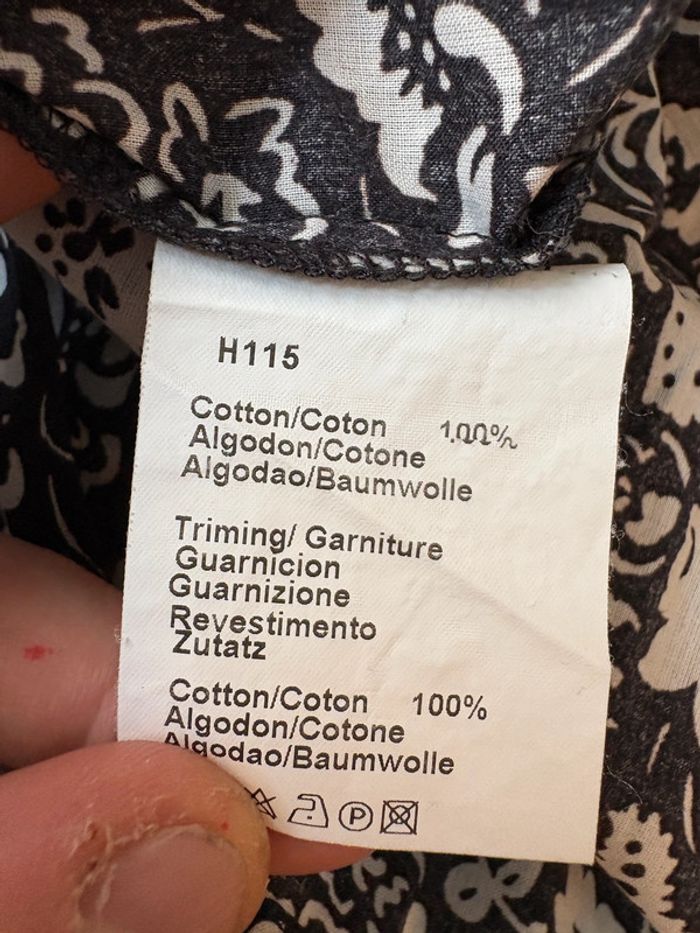 H115
Cotton/Coton 100%
Algodon/Cotone
Algodao/Baumwolle
Triming/ Garniture
Guarnicion
Guarnizione
Revestimento
Zutatz
Cotton/Coton 100%
Algodon/Cotone
Algodao/Baumwolle
P